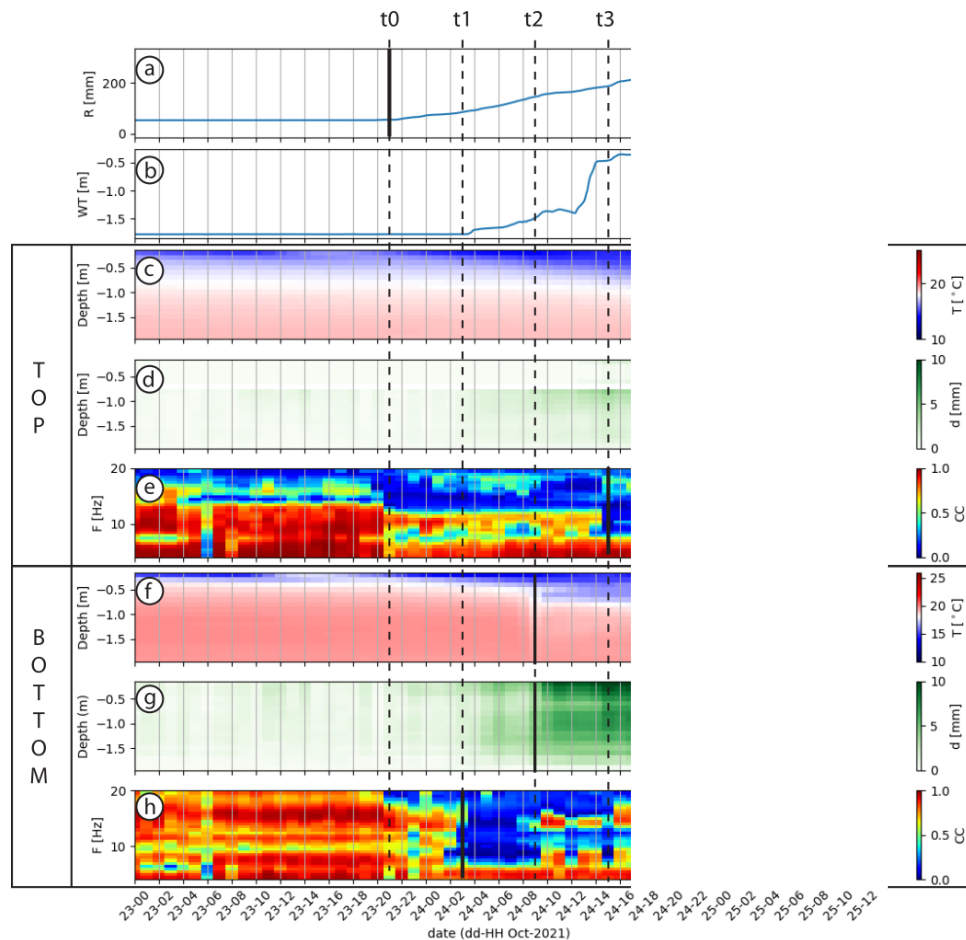 t0 t1 t2 t3
a
R [mm]
200
0
b
WT [m]
−0.5
−1.0
−1.5
TOP
c
Depth [m]
−0.5
−1.0
−1.5
20
10
T [°C]
d
Depth [m]
−0.5
−1.0
−1.5
10
5
0
d [mm]
e
F [Hz]
20
10
1.0
0.5
0.0
CC
BOTTOM
f
Depth [m]
−0.5
−1.0
−1.5
25
20
15
10
T [°C]
g
Depth (m)
−0.5
−1.0
−1.5
10
5
0
d [mm]
h
F [Hz]
20
10
1.0
0.5
0.0
CC
23-00 23-02 23-04 23-06 23-08 23-10 23-12 23-14 23-16 23-18 23-20 23-22 24-00 24-02 24-04 24-06 24-08 24-10 24-12 24-14 24-16 24-18 24-20 24-22 25-00 25-02 25-04 25-06 25-08 25-10 25-12
date (dd-HH Oct-2021)